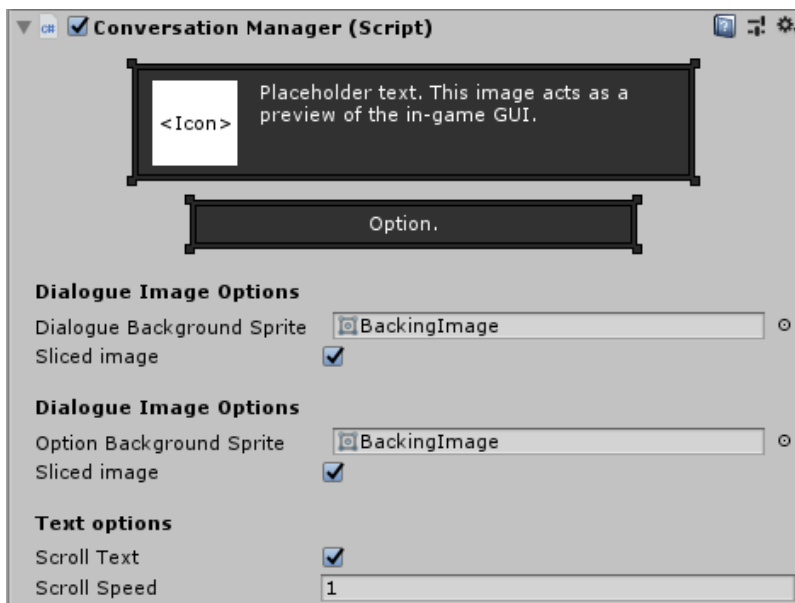 Conversation Manager (Script)
<Icon>
Placeholder text. This image acts as a
preview of the in-game GUI.
Option.
Dialogue Image Options
Dialogue Background Sprite BackingImage
Sliced image
Dialogue Image Options
Option Background Sprite BackingImage
Sliced image
Text options
Scroll Text
Scroll Speed 1